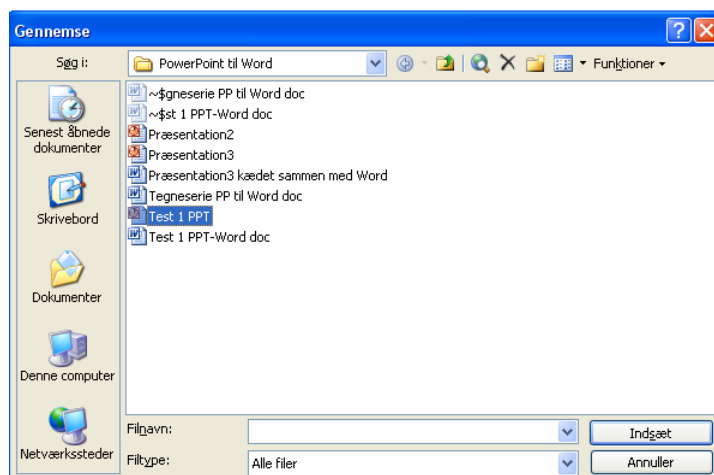 Gennemse
Søg i:
PowerPoint til Word
Funktioner
Senest åbnede
dokumenter
Skrivebord
Dokumenter
Denne computer
Netværkssteder
~$gneserie PP til Word doc
~$st 1 PPT-Word doc
Præsentation2
Præsentation3
Præsentation3 kædet sammen med Word
Tegneserie PP til Word doc
Test 1 PPT
Test 1 PPT-Word doc
Filnavn:
Indsæt
Filtype:
Alle filer
Annuller